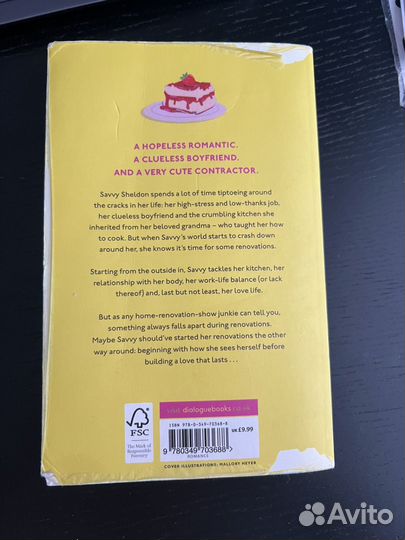 A HOPELESS ROMANTIC.
A CLUELESS BOYFRIEND.
AND A VERY CUTE CONTRACTOR.
Savvy Sheldon spends a lot of time tiptoeing around
the cracks in her life: her high-stress and low-thanks job,
her clueless boyfriend and the crumbling kitchen she
inherited from her beloved grandma – who taught her how
to cook. But when Savvy's world starts to crash down
around her, she knows it's time for some renovations.
Starting from the outside in, Savvy tackles her kitchen, her
relationship with her body, her work-life balance (or lack
thereof) and, last but not least, her love life.
But as any home-renovation-show junkie can tell you,
something always falls apart during renovations.
Maybe Savvy should've started her renovations the other
way around: beginning with how she sees herself before
building a love that lasts . . .
FSC
The Mark of
Responsible
Forestry
visit dialoguebooks.co.uk
ISBN 978-0-349-70368-8
UK £9.99
9 780349 703688 >
ROMANCE
COVER ILLUSTRATIONS: MALLORY HEYER
Avito